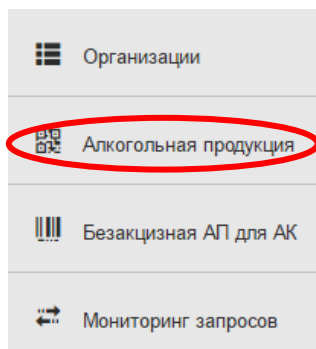 Организации
Алкогольная продукция
Безакцизная АП для АК
Мониторинг запросов